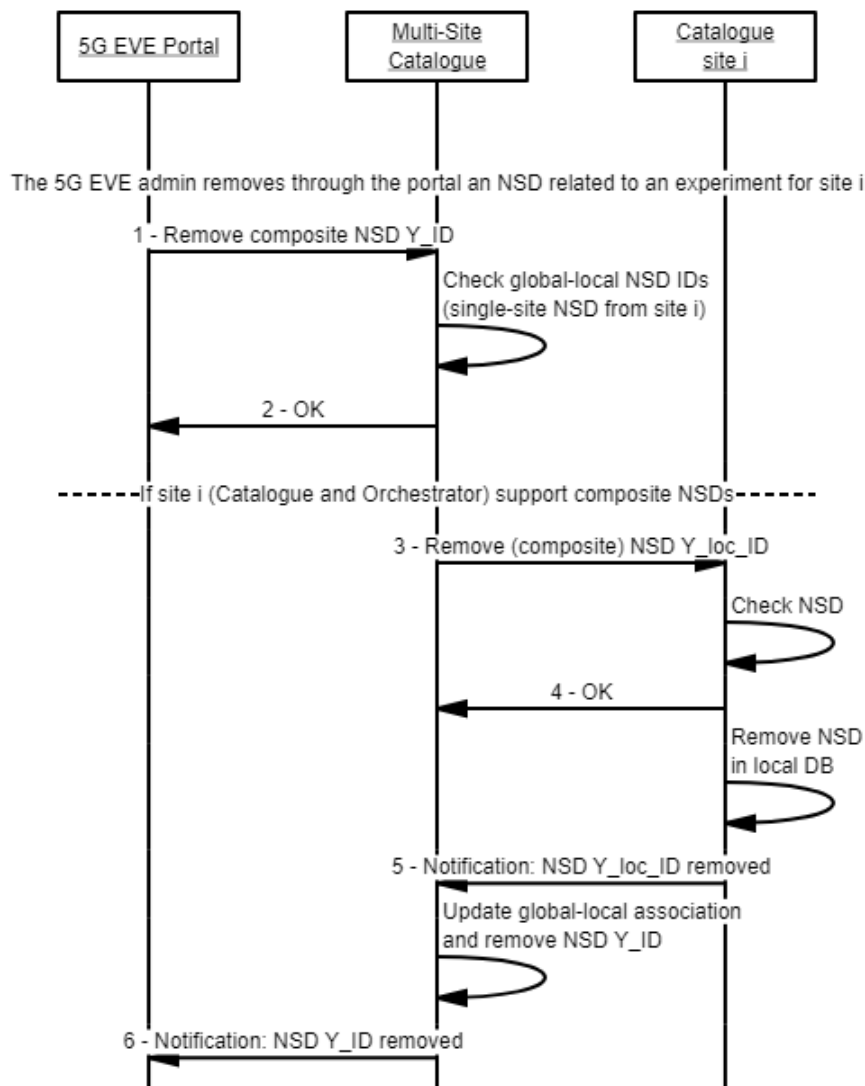 5G EVE Portal
Multi-Site
Catalogue
Catalogue
site i
The 5G EVE admin removes through the portal an NSD related to an experiment for site i
1 - Remove composite NSD Y_ID
Check global-local NSD IDs
(single-site NSD from site i)
2 - OK
If site i (Catalogue and Orchestrator) support composite NSDs
3 - Remove (composite) NSD Y_loc_ID
Check NSD
4 - OK
Remove NSD
in local DB
5 - Notification: NSD Y_loc_ID removed
Update global-local association
and remove NSD Y_ID
6 - Notification: NSD Y_ID removed